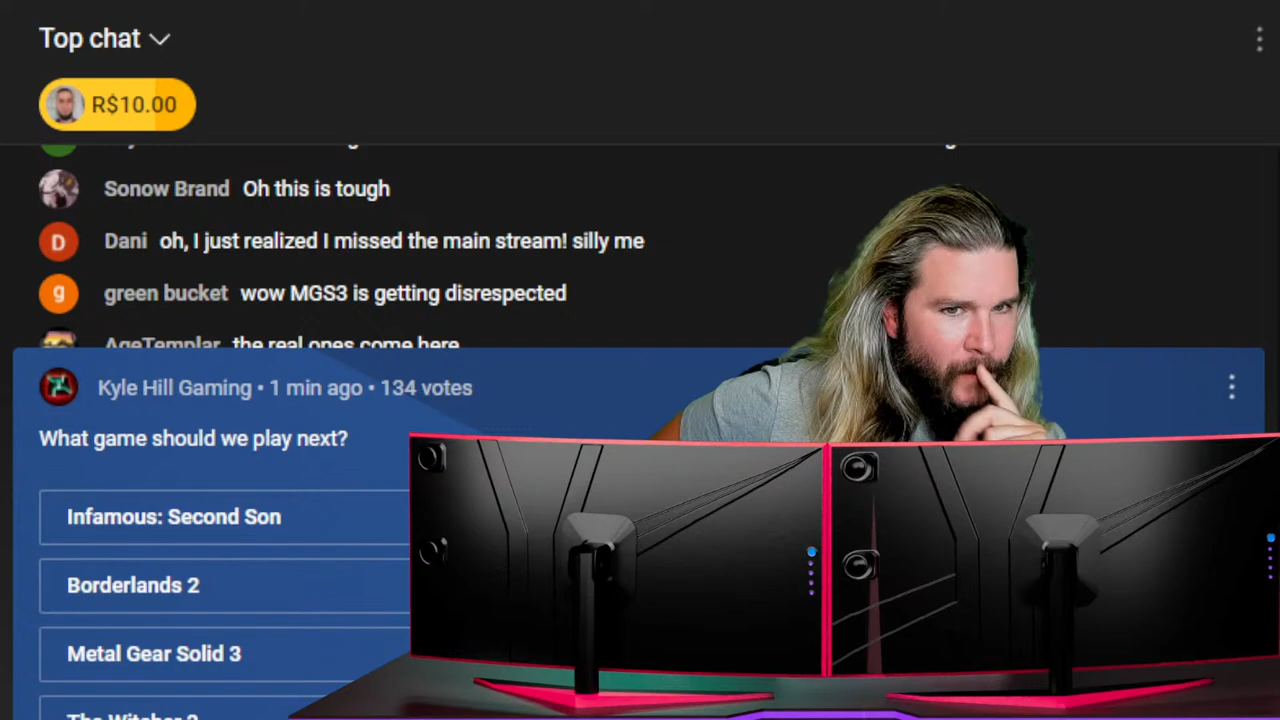 Top chat
R$10.00
Sonow Brand Oh this is tough
Dani oh, I just realized I missed the main stream! silly me
D
green bucket wow MGS3 is getting disrespected
g
AgeTemplar the real ones come here
Kyle Hill Gaming • 1 min ago • 134 votes
What game should we play next?
Infamous: Second Son
Borderlands 2
Metal Gear Solid 3
The Witcher